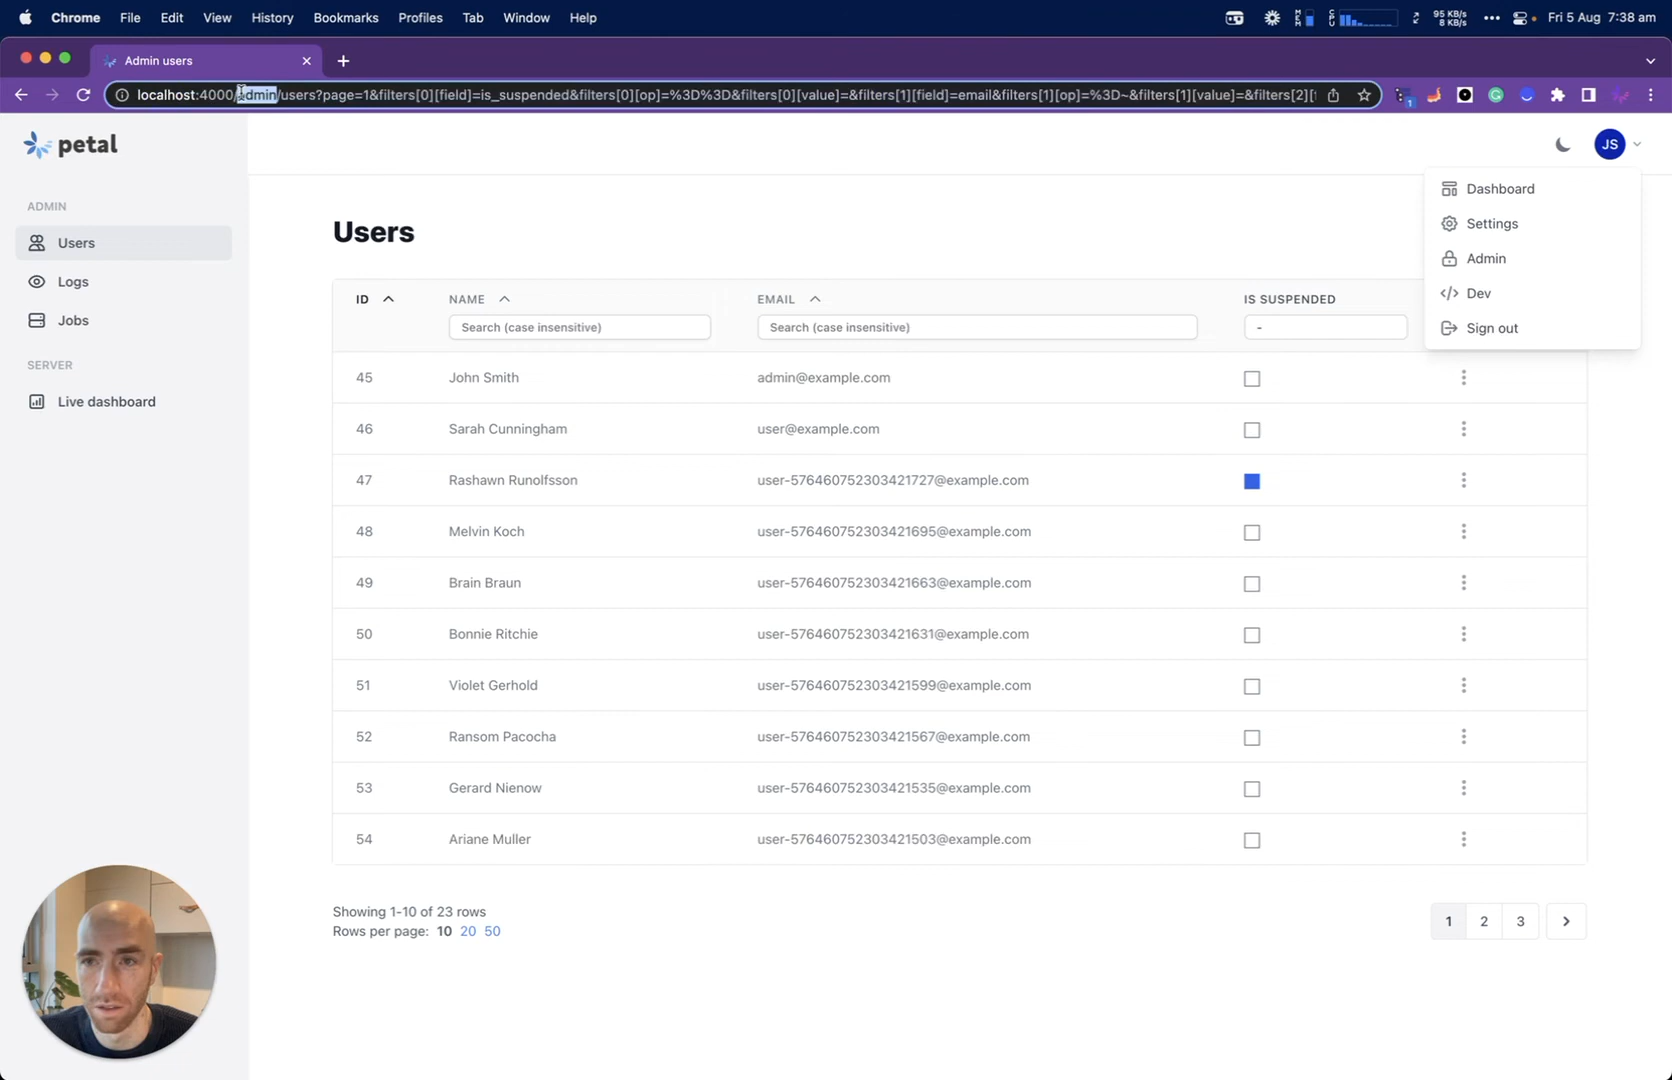 Chrome File Edit View History Bookmarks Profiles Tab Window Help 95 KB/s 8 KB/s Fri 5 Aug 7:38 am
Admin users
localhost:4000/admin/users?page=1&filters[0][field]=is_suspended&filters[0][op]=%3D%3D&filters[0][value]=&filters[1][field]=email&filters[1][op]=%3D~&filters[1][value]=&filters[2][
petal
JS
ADMIN
Users
Logs
Jobs
SERVER
Live dashboard
Dashboard
Settings
Admin
Dev
Sign out
Users
ID NAME EMAIL IS SUSPENDED
Search (case insensitive) Search (case insensitive) -
45 John Smith admin@example.com
46 Sarah Cunningham user@example.com
47 Rashawn Runolfsson user-576460752303421727@example.com
48 Melvin Koch user-576460752303421695@example.com
49 Brain Braun user-576460752303421663@example.com
50 Bonnie Ritchie user-576460752303421631@example.com
51 Violet Gerhold user-576460752303421599@example.com
52 Ransom Pacocha user-576460752303421567@example.com
53 Gerard Nienow user-576460752303421535@example.com
54 Ariane Muller user-576460752303421503@example.com
Showing 1-10 of 23 rows
Rows per page: 10 20 50
1 2 3